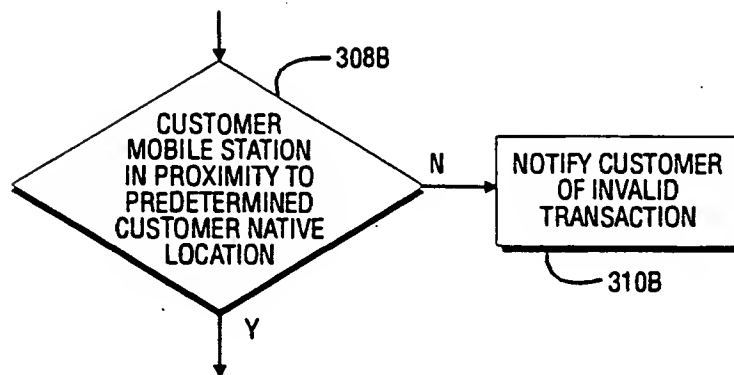 308B
CUSTOMER
MOBILE STATION
IN PROXIMITY TO
PREDETERMINED
CUSTOMER NATIVE
LOCATION
N
NOTIFY CUSTOMER
OF INVALID
TRANSACTION
310B
Y